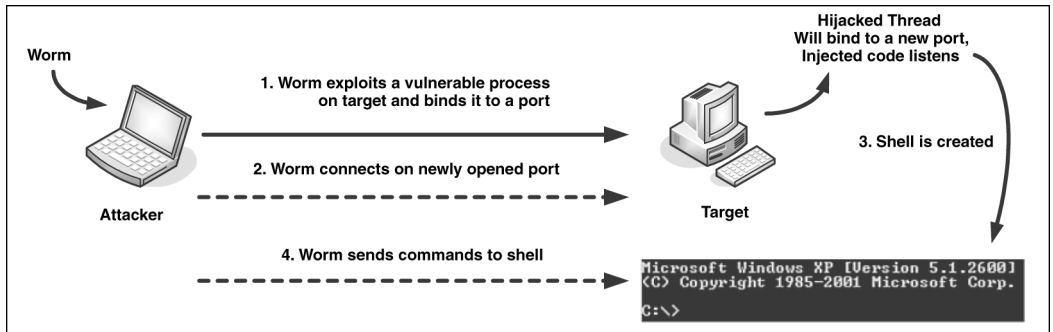 Worm
Hijacked Thread
Will bind to a new port,
Injected code listens
1. Worm exploits a vulnerable process
on target and binds it to a port
2. Worm connects on newly opened port
3. Shell is created
Attacker
Target
4. Worm sends commands to shell
Microsoft Windows XP [Version 5.1.2600]
(C) Copyright 1985-2001 Microsoft Corp.
C:\>